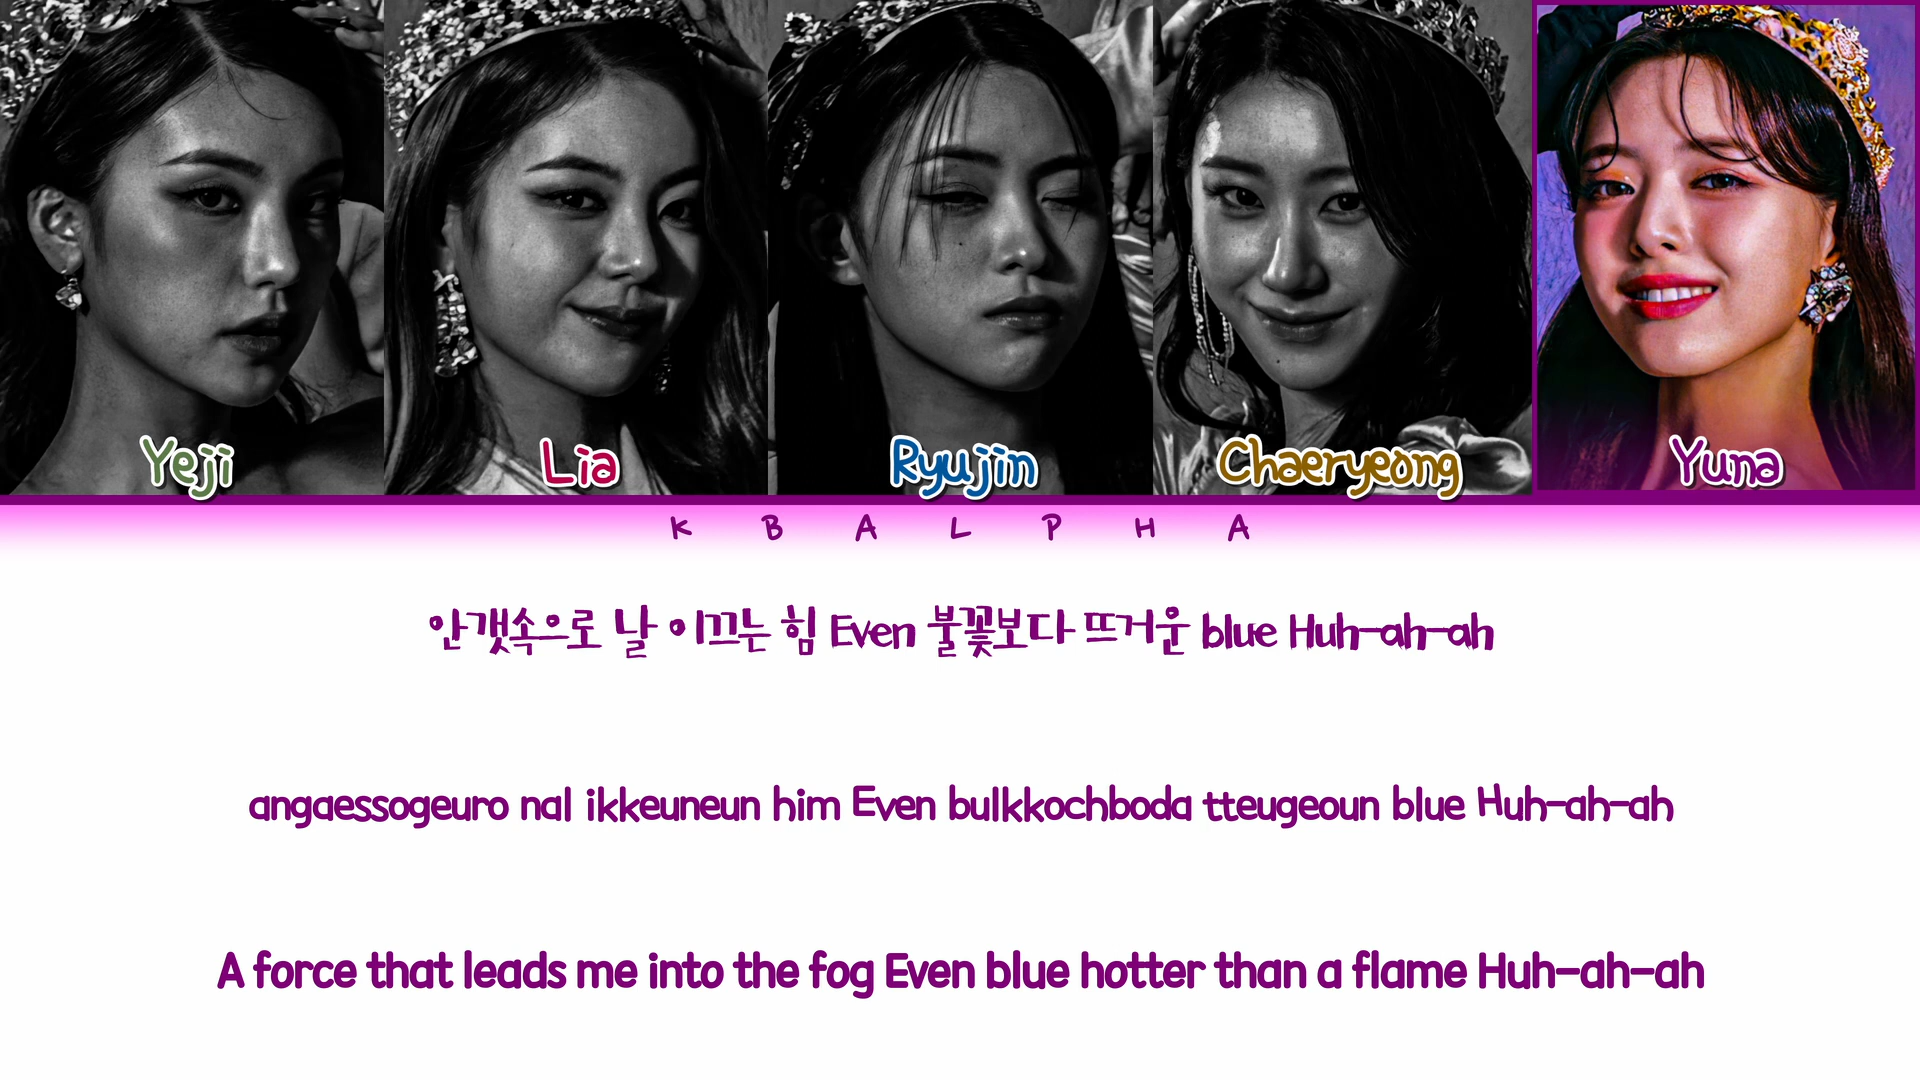 Yeji
Lia
Ryujin
Chaeryeong
Yuna
K B A L P H A
안갯속으로 날 이끄는 힘 Even 불꽃보다 뜨거운 blue Huh-ah-ah
angaessogeuro nal ikkeuneun him Even bulkkochboda tteugeoun blue Huh-ah-ah
A force that leads me into the fog Even blue hotter than a flame Huh-ah-ah